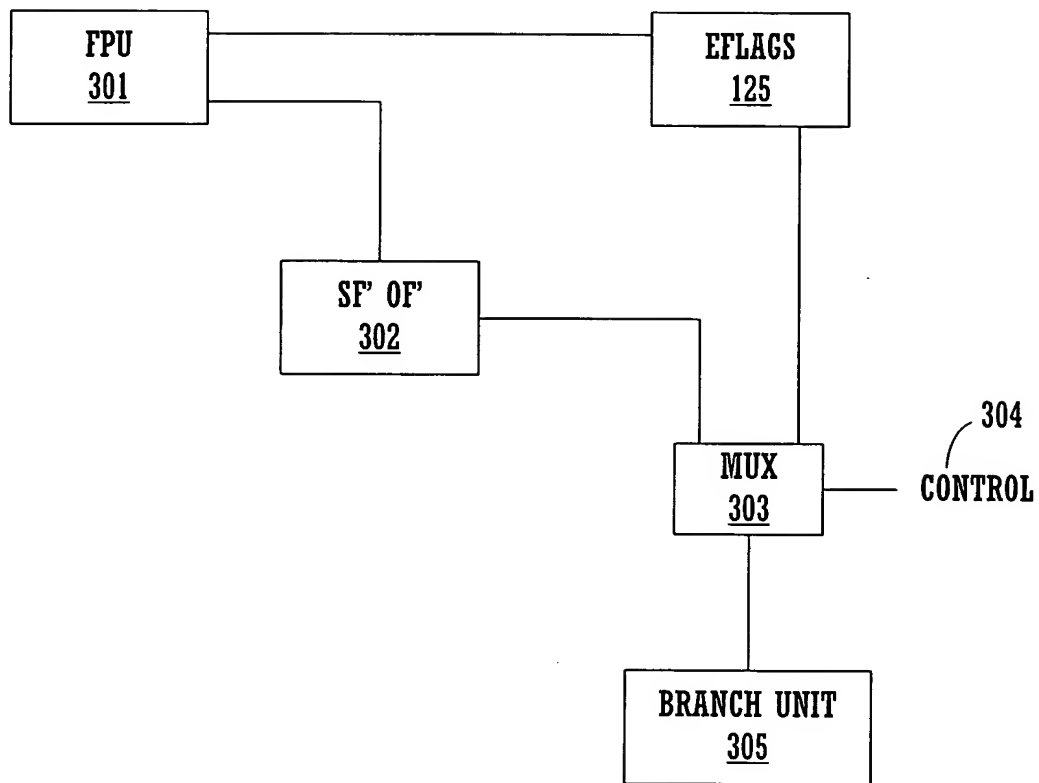 FPU
301
EFLAGS
125
SF' OF'
302
304
MUX
303
CONTROL
BRANCH UNIT
305